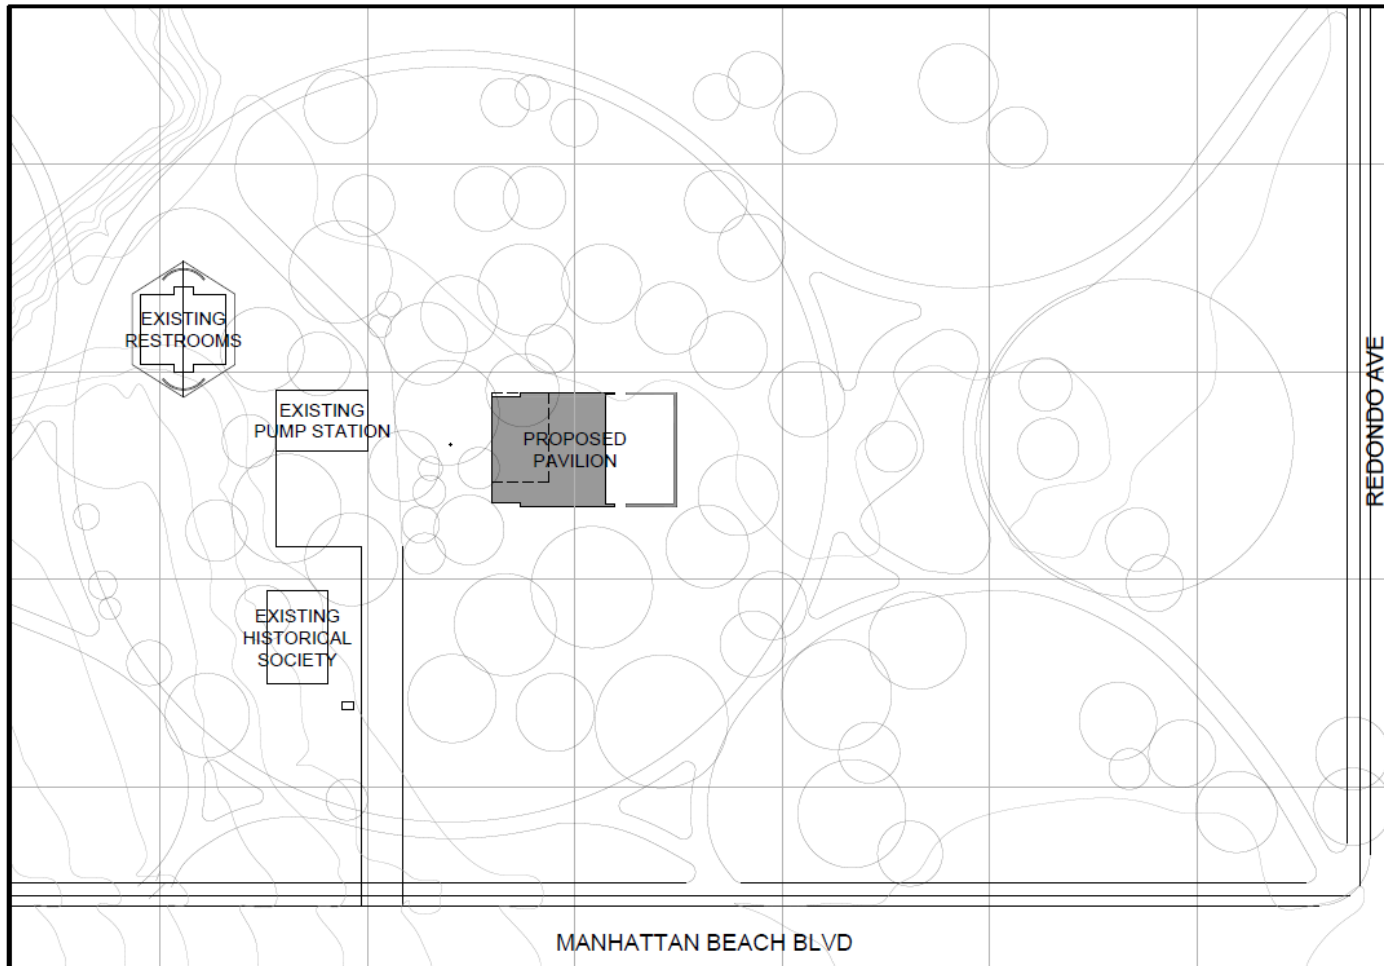 EXISTING
RESTROOMS
EXISTING
PUMP STATION
PROPOSED
PAVILION
EXISTING
HISTORICAL
SOCIETY
REDONDO AVE
MANHATTAN BEACH BLVD